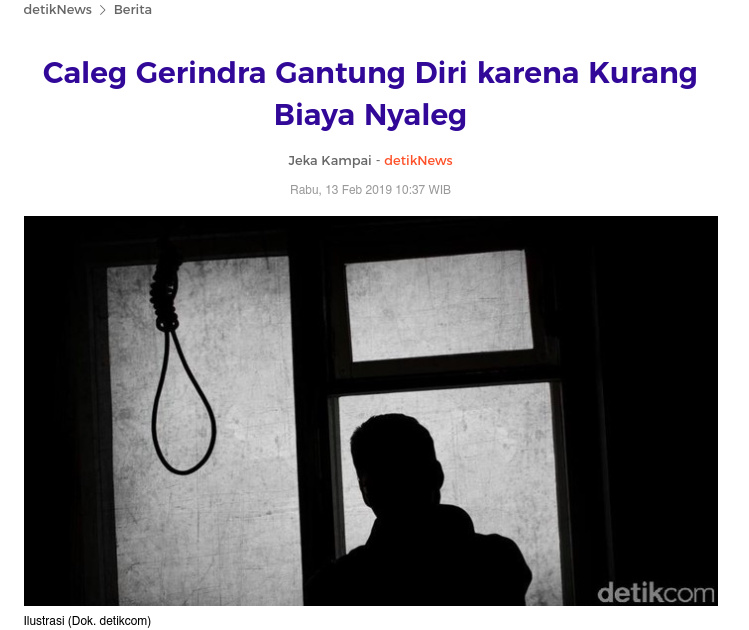 detikNews > Berita
Caleg Gerindra Gantung Diri karena Kurang
Biaya Nyaleg
Jeka Kampai - detikNews
Rabu, 13 Feb 2019 10:37 WIB
detikcom
Ilustrasi (Dok. detikcom)